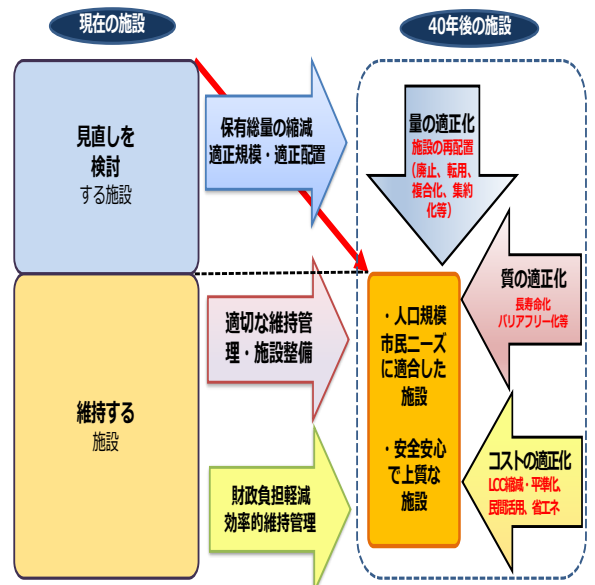 現在の施設
40年後の施設
見直しを
検討
する施設
保有総量の縮減
適正規模・適正配置
量の適正化
施設の再配置
（廃止、転用、
複合化、集約
化等）
質の適正化
長寿命化
バリアフリー化等
適切な維持管
理・施設整備
・人口規模
市民ニーズ
に適合した
施設
・安全安心
で上質な
施設
維持する
施設
財政負担軽減
効率的維持管理
コストの適正化
LCC縮減・平準化、
民間活用、省エネ